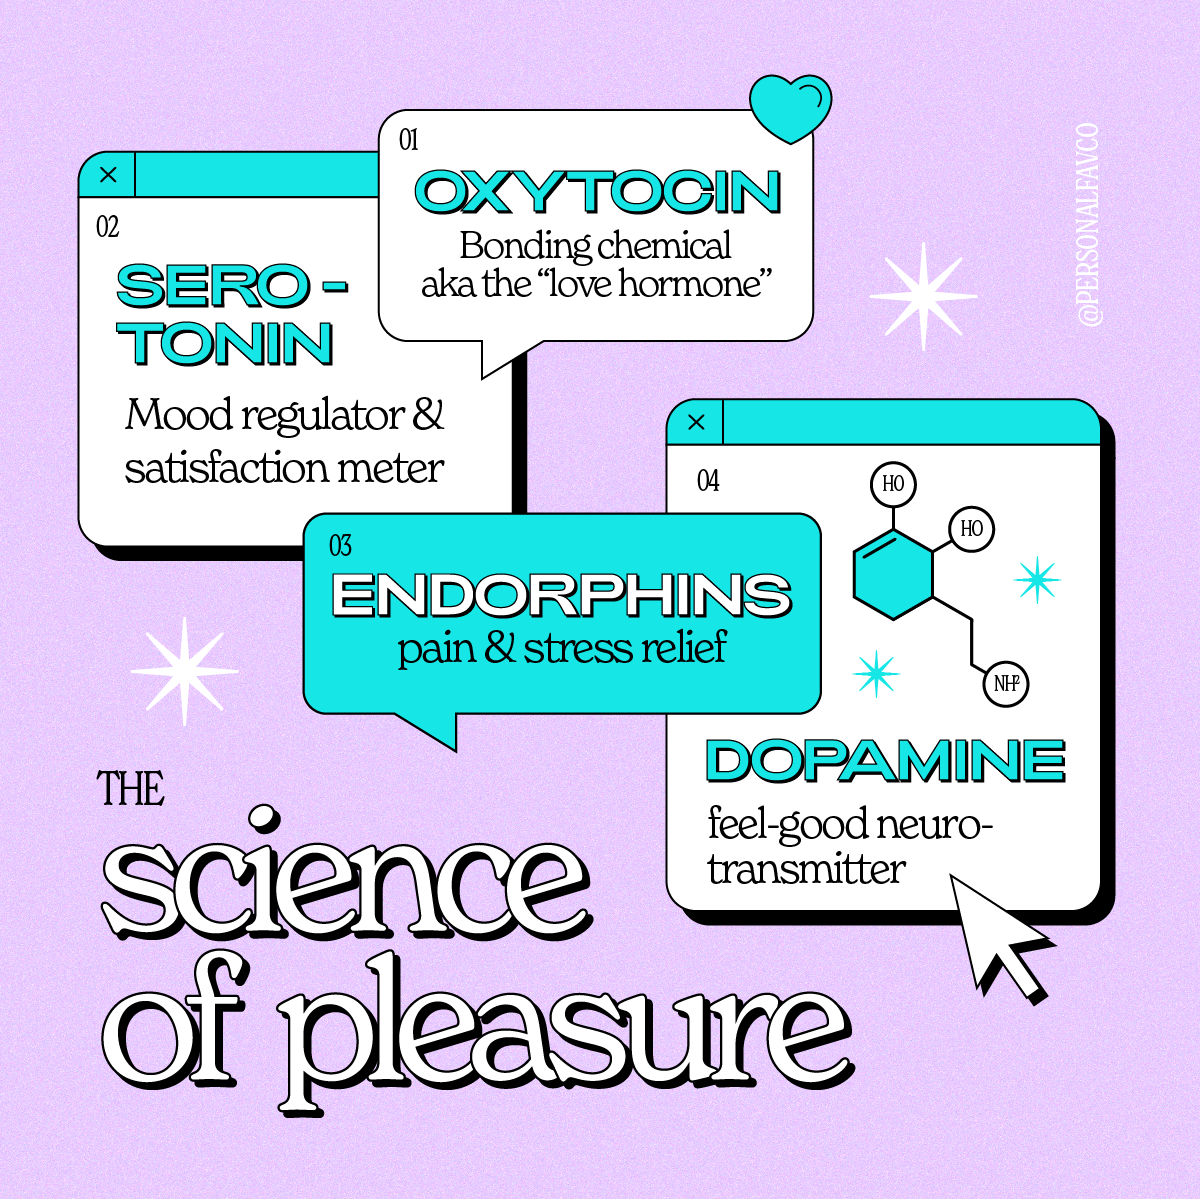 01
OXYTOCIN
Bonding chemical
aka the “love hormone”
02
SERO -
TONIN
Mood regulator &
satisfaction meter
03
ENDORPHINS
pain & stress relief
04
HO
HO
NH²
DOPAMINE
feel-good neuro-
transmitter
THE
science
of pleasure
@PERSONALFAVCO